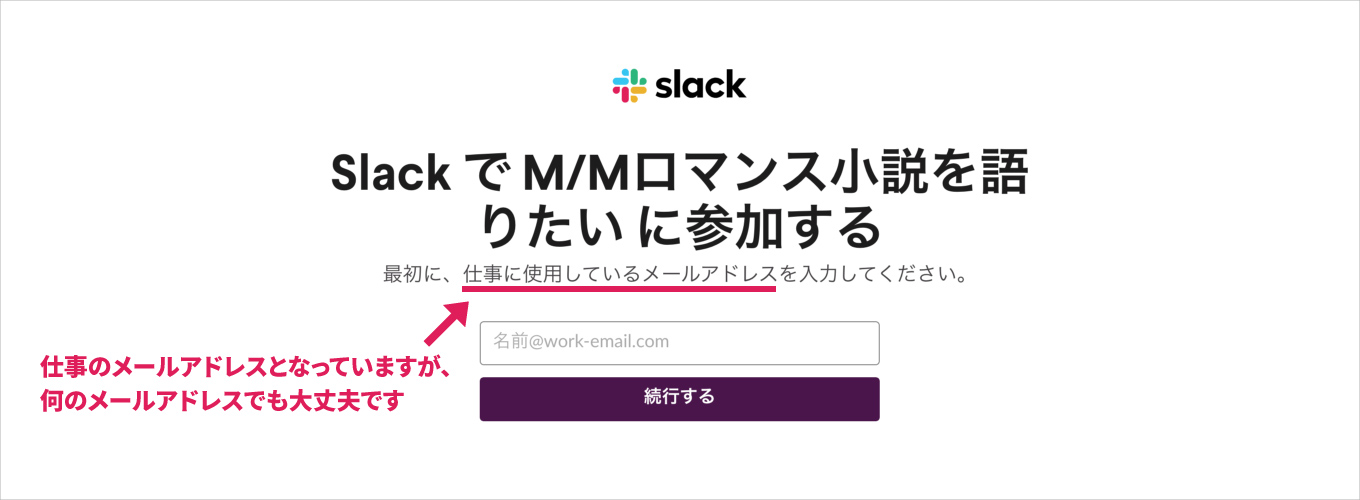 slack
Slack で M/Mロマンス小説を語
りたい に参加する
最初に、仕事に使用しているメールアドレスを入力してください。
名前@work-email.com
仕事のメールアドレスとなっていますが、
何のメールアドレスでも大丈夫です
続行する